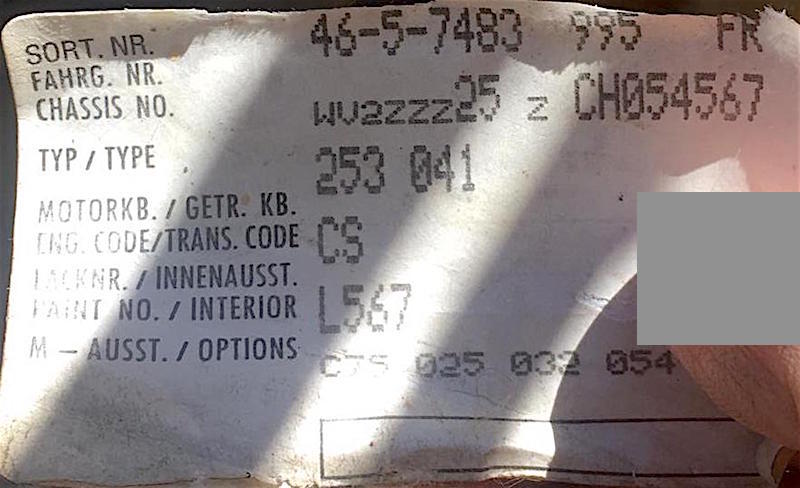 SORT. NR. 46-5-7483 995 FR
FAHRG. NR.
CHASSIS NO. WV2ZZZ25 Z CH054567
TYP / TYPE 253 041
MOTORKB. / GETR. KB.
ENG. CODE/TRANS. CODE CS
LACKNR. / INNENAUSST.
PAINT NO. / INTERIOR L567
M – AUSST. / OPTIONS
025 032 054